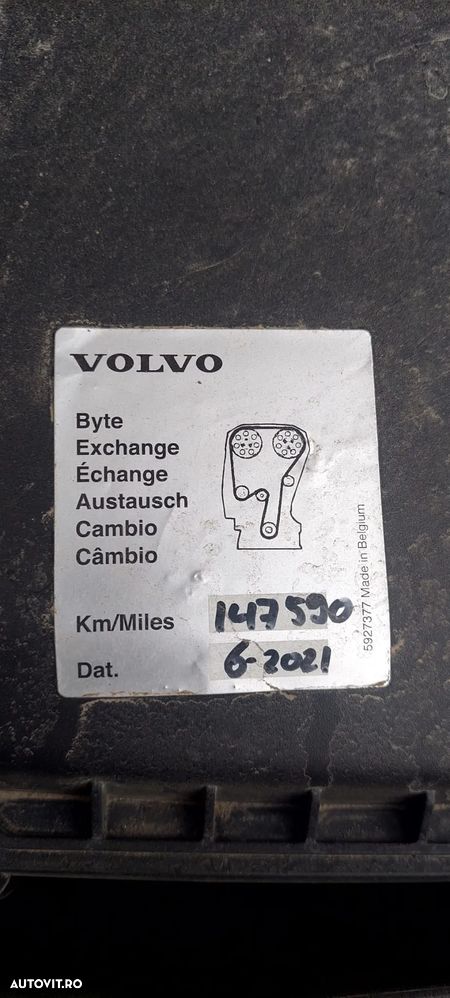 VOLVO
Byte
Exchange
Échange
Austausch
Cambio
Câmbio
Km/Miles 147590
Dat. 6-2021
5927377 Made in Belgium
AUTOVIT.RO